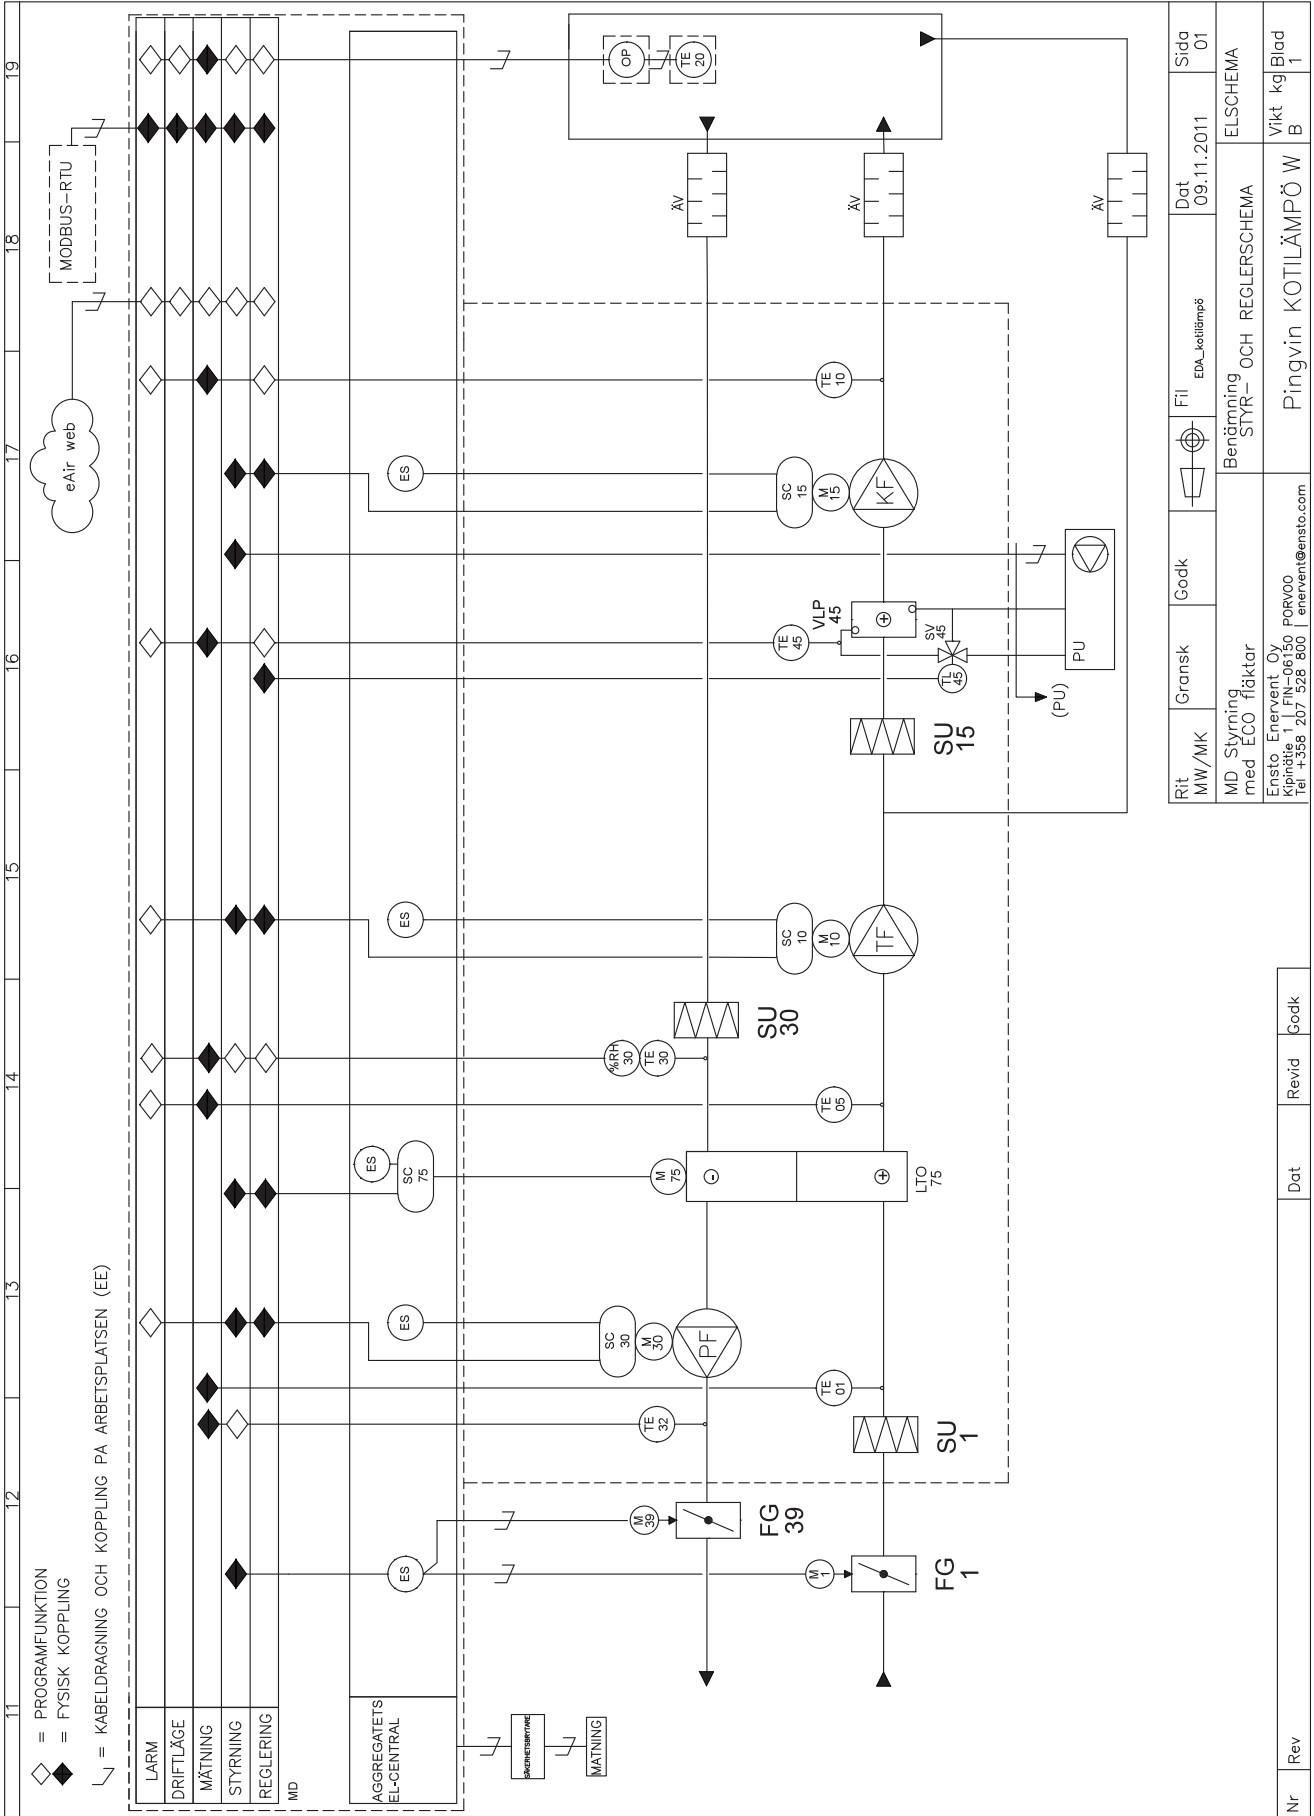 11 12 13 14 15 16 17 18 19
= PROGRAMFUNKTION
= FYSISK KOPPLING
= KABELDRAGNING OCH KOPPLING PA ARBETSPLATSEN (EE)
eAir web
MODBUS-RTU
LARM
DRIFTLÄGE
MÄTNING
STYRNING
REGLERING
MD
AGGREGATETS
EL-CENTRAL
ES
ES
ES
SC
75
ES
ES
SÄKERHETSBRYTARE
MATNING
OP
TE
20
M
39
FG
39
TE
32
SC
30
M
30
PF
M
75
-
%RH
30
TE
30
SU
30
ÄV
M
1
FG
1
TE
01
SU
1
+
LTO
75
TE
05
SC
10
M
10
TF
SU
15
TL
45
SV
45
TE
45
VLP
45
+
SC
15
M
15
KF
TE
10
ÄV
(PU)
PU
ÄV
Rit
MW/MK
Gransk
Godk
Fil
EDA_kotilämpö
Dat
09.11.2011
Sida
01
MD Styrning
med ECO fläktar
Benämning
STYR- OCH REGLERSCHEMA
ELSCHEMA
Ensto Enervent Oy
Kipinätie 1 | FIN-06150 PORVOO
Tel +358 207 528 800 | enervent@ensto.com
Pingvin KOTILÄMPÖ W
Vikt kg
B
Blad
1
Nr
Rev
Dat
Revid
Godk